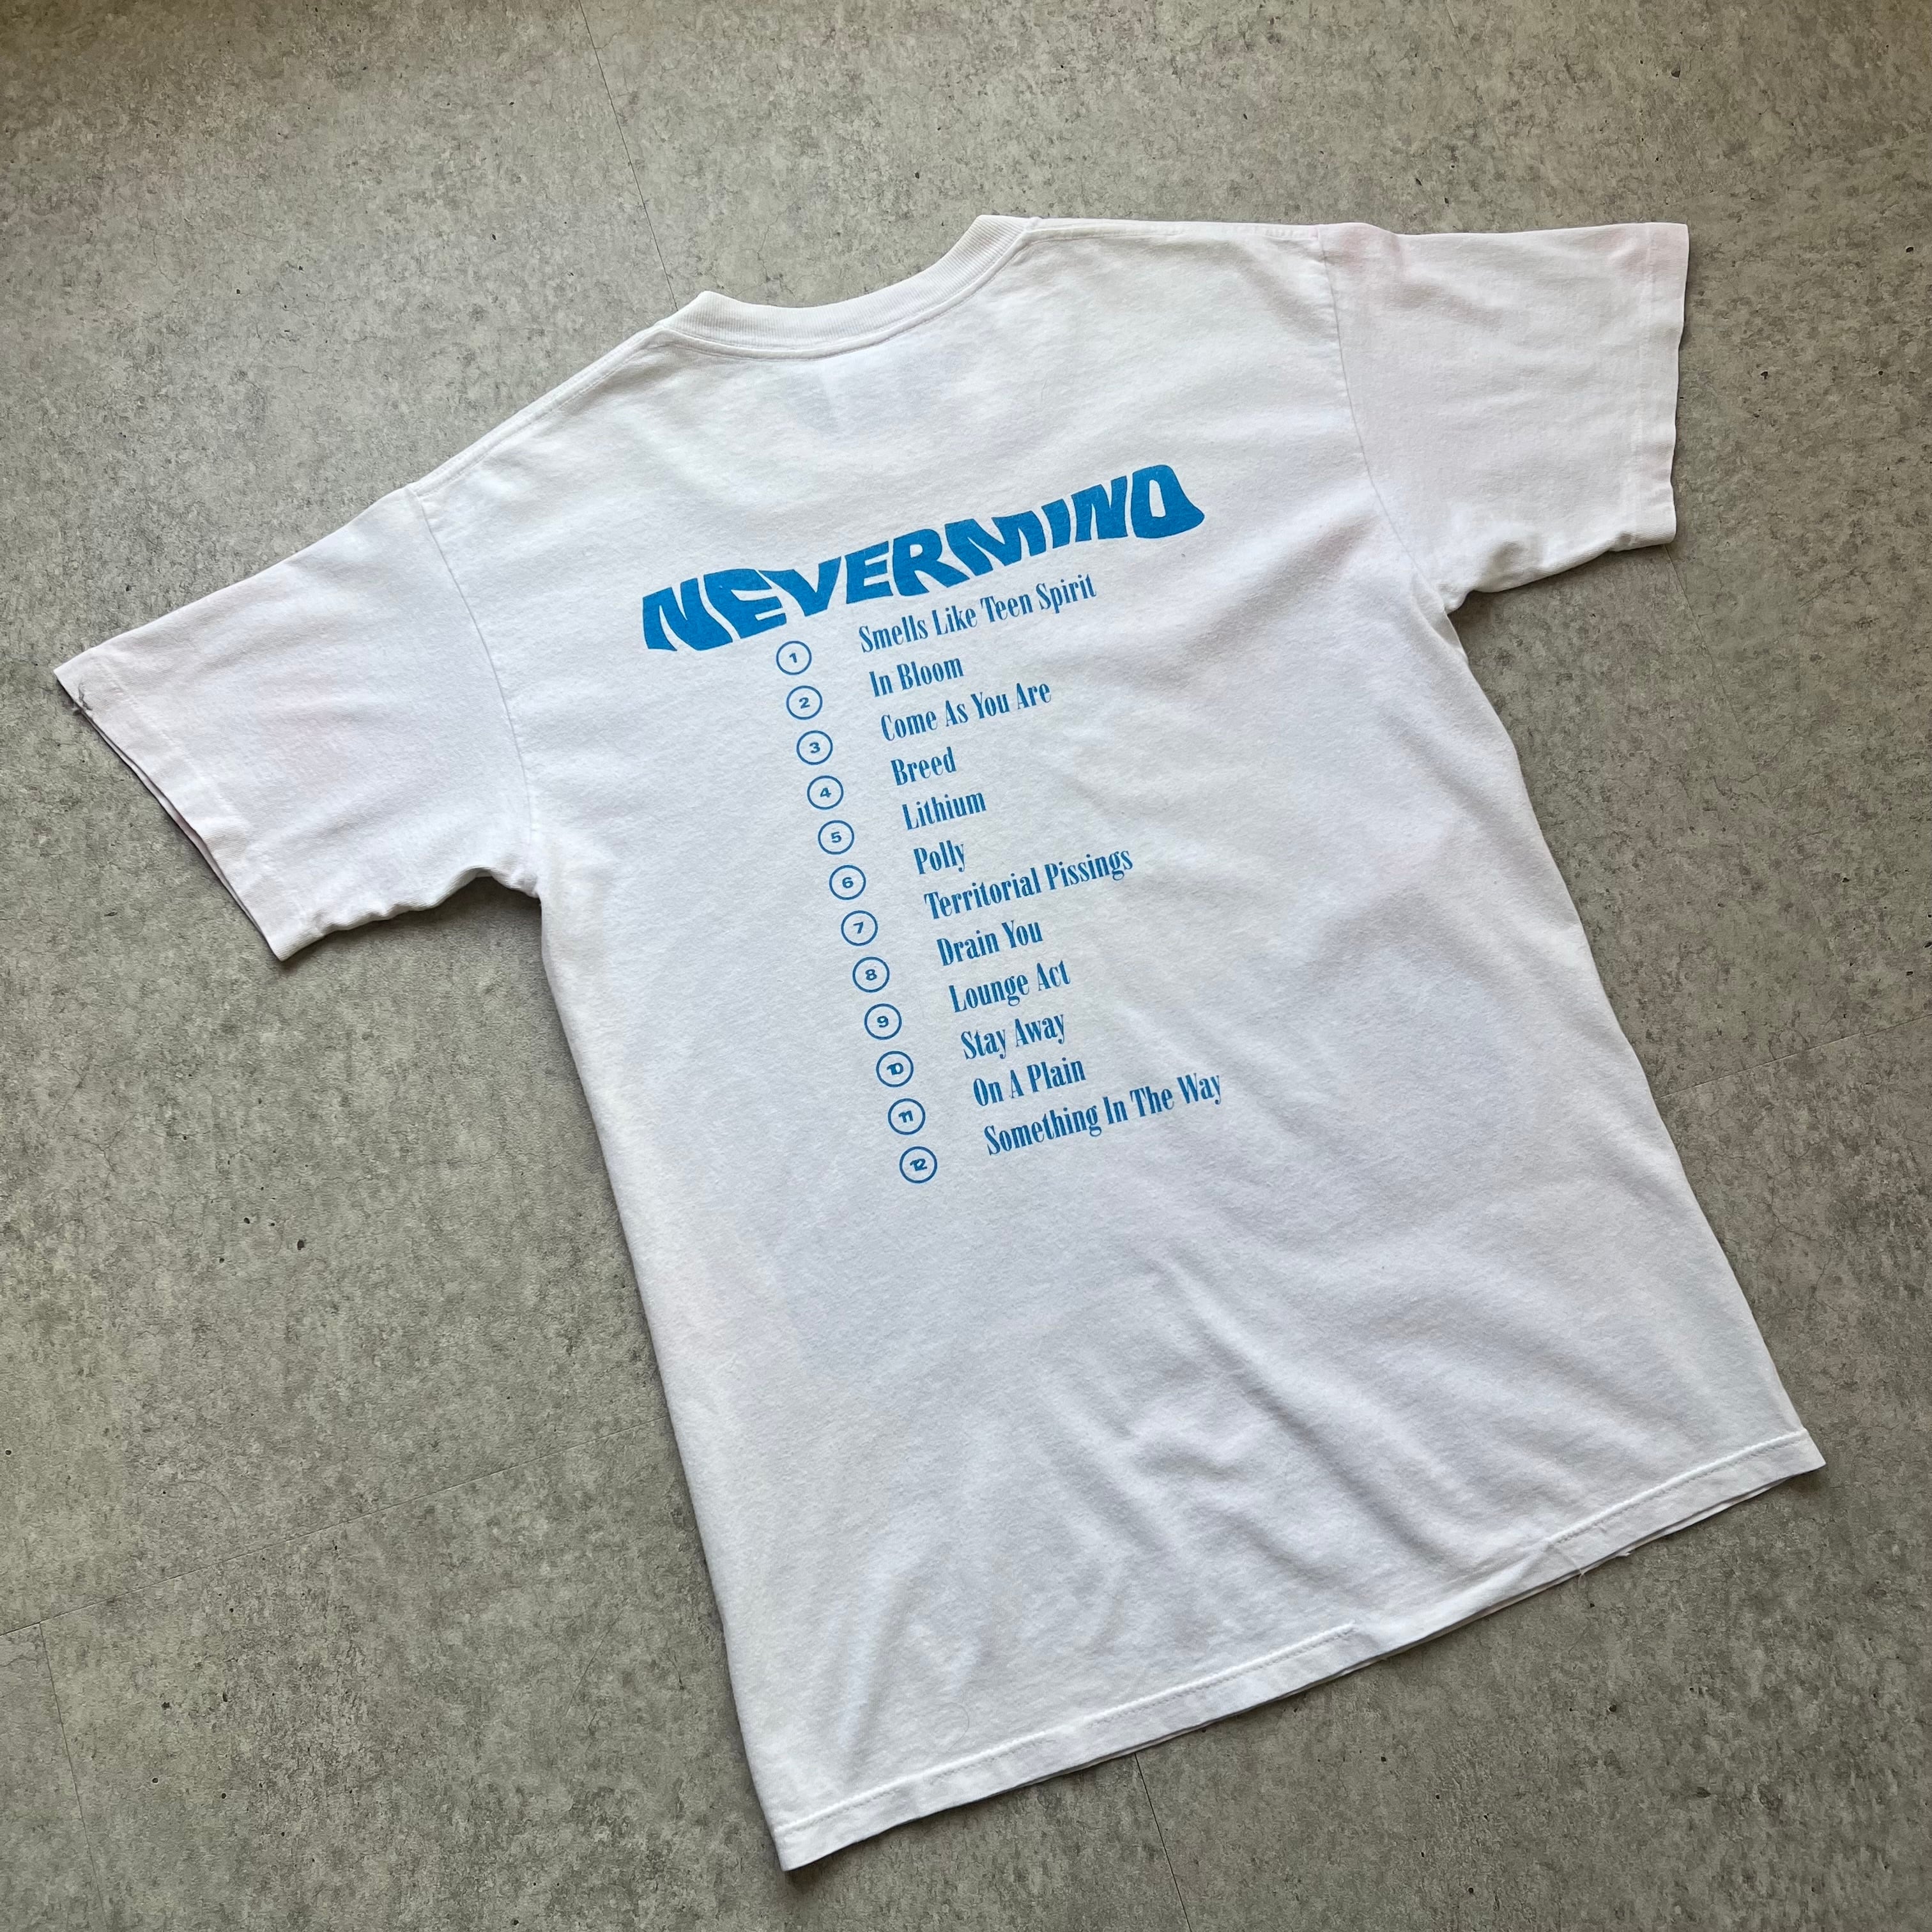 NEVERMIND
1 Smells Like Teen Spirit
2 In Bloom
3 Come As You Are
4 Breed
5 Lithium
6 Polly
7 Territorial Pissings
8 Drain You
9 Lounge Act
10 Stay Away
11 On A Plain
12 Something In The Way